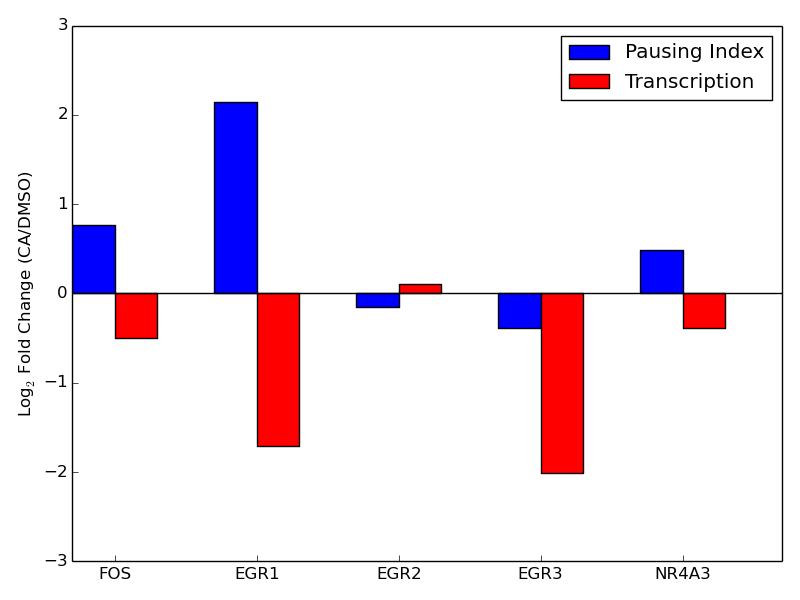 3
2
1
0
−1
−2
−3
Log₂ Fold Change (CA/DMSO)
Pausing Index
Transcription
FOS EGR1 EGR2 EGR3 NR4A3